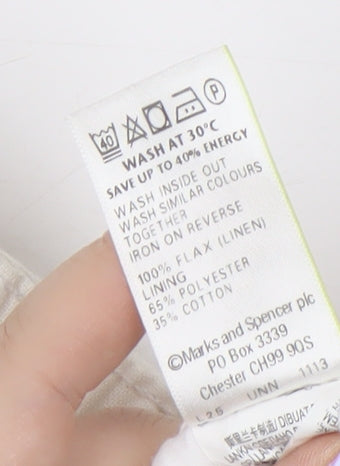 40 P
WASH AT 30°C
SAVE UP TO 40% ENERGY
WASH INSIDE OUT
WASH SIMILAR COLOURS
TOGETHER
IRON ON REVERSE
100% FLAX (LINEN)
LINING
65% POLYESTER
35% COTTON
©Marks and Spencer plc
PO Box 3339
Chester CH99 9QS
UNN 1113